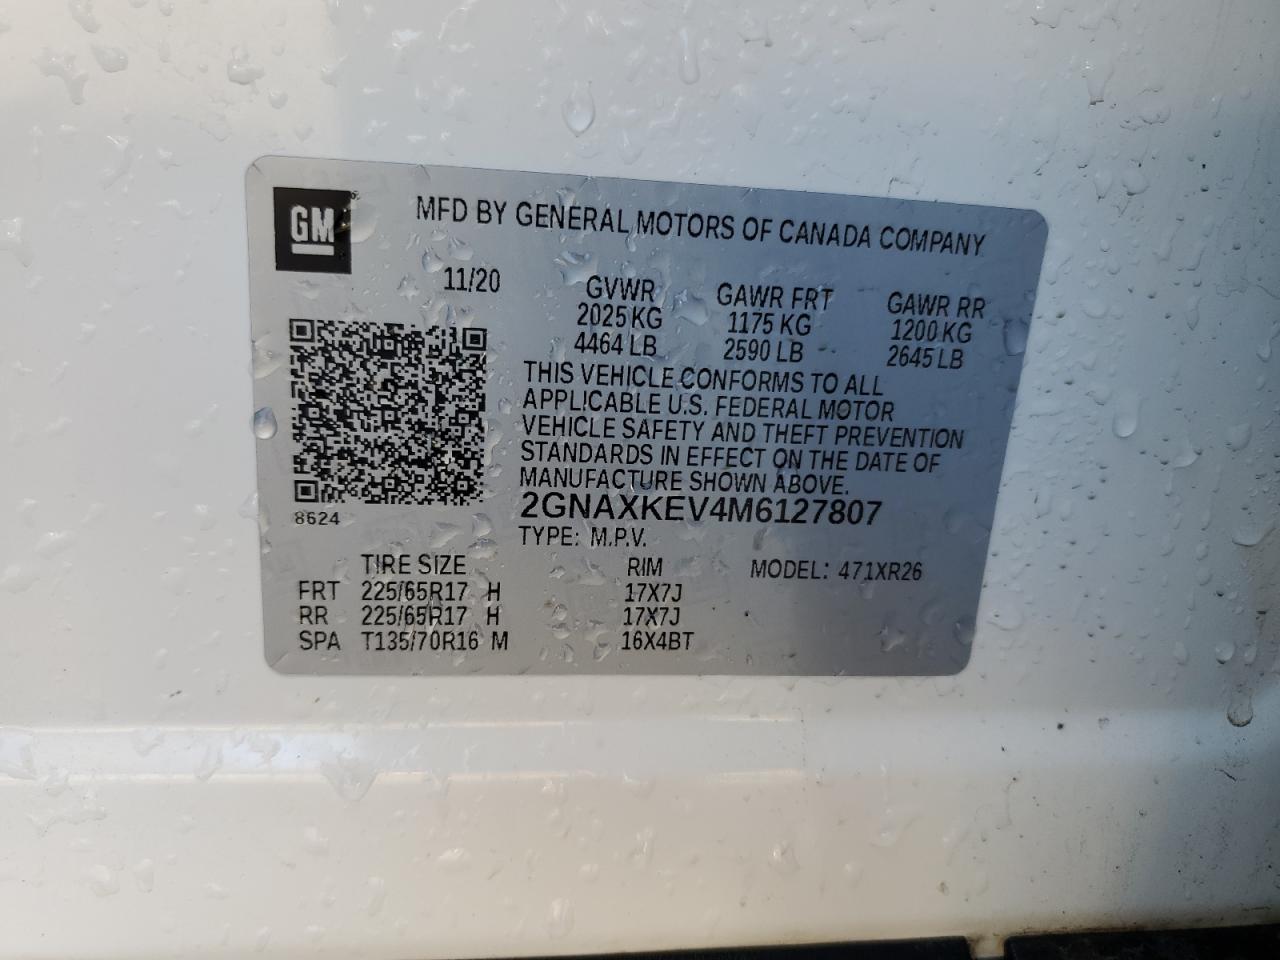 GM
MFD BY GENERAL MOTORS OF CANADA COMPANY
11/20
GVWR GAWR FRT GAWR RR
2025 KG 1175 KG 1200 KG
4464 LB 2590 LB 2645 LB
THIS VEHICLE CONFORMS TO ALL
APPLICABLE U.S. FEDERAL MOTOR
VEHICLE SAFETY AND THEFT PREVENTION
STANDARDS IN EFFECT ON THE DATE OF
MANUFACTURE SHOWN ABOVE.
2GNAXKEV4M6127807
8624
TYPE: M.P.V.
TIRE SIZE RIM MODEL: 471XR26
FRT 225/65R17 H 17X7J
RR 225/65R17 H 17X7J
SPA T135/70R16 M 16X4BT